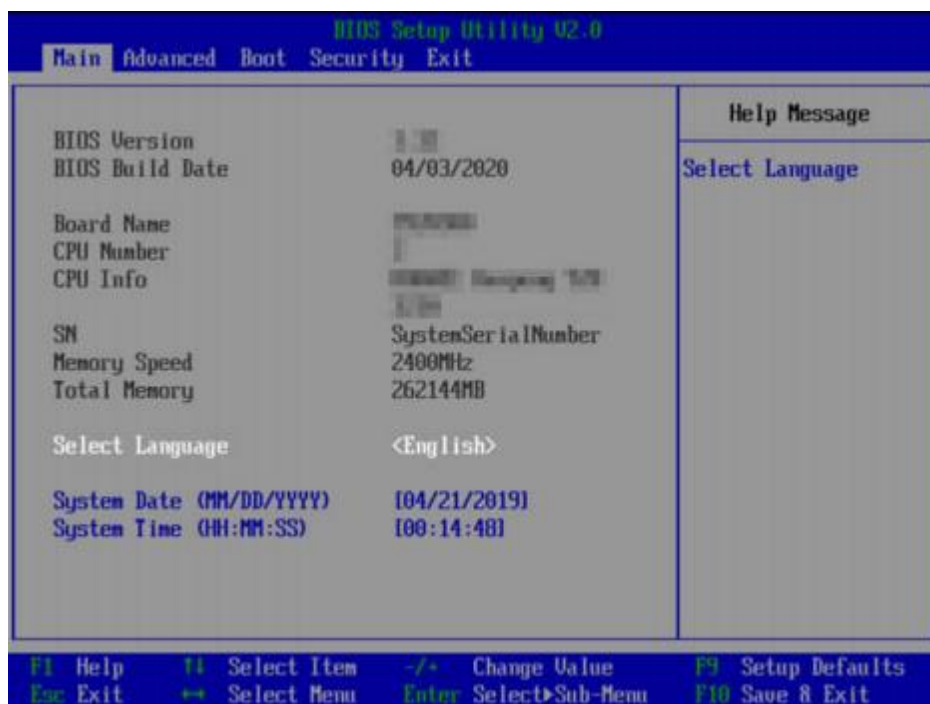 BIOS Setup Utility V2.0
Main Advanced Boot Security Exit
Help Message
Select Language
BIOS Version
BIOS Build Date 04/03/2020
Board Name
CPU Number
CPU Info
SN SystemSerialNumber
Memory Speed 2400MHz
Total Memory 262144MB
Select Language <English>
System Date (MM/DD/YYYY) [04/21/2019]
System Time (HH:MM:SS) [00:14:48]
F1 Help ↑↓ Select Item -/+ Change Value F9 Setup Defaults
Esc Exit ↔ Select Menu Enter Select▶Sub-Menu F10 Save & Exit